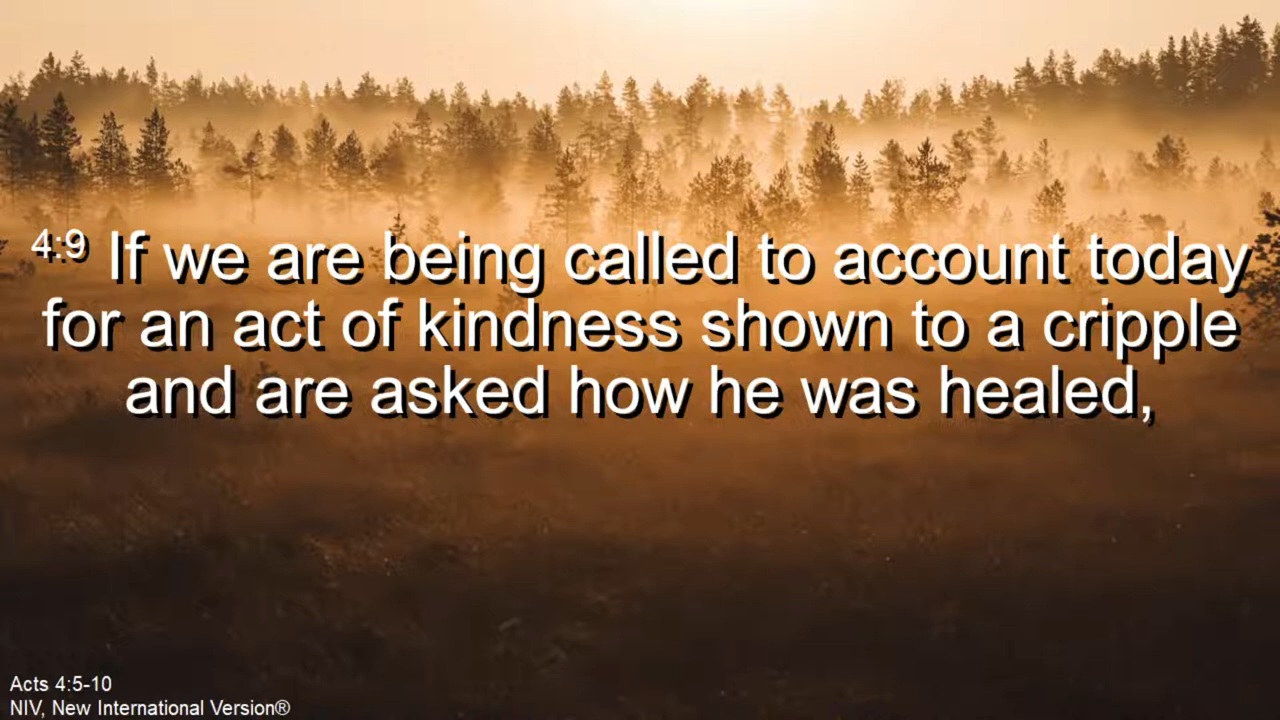 4:9 If we are being called to account today
for an act of kindness shown to a cripple
and are asked how he was healed,
Acts 4:5-10
NIV, New International Version®